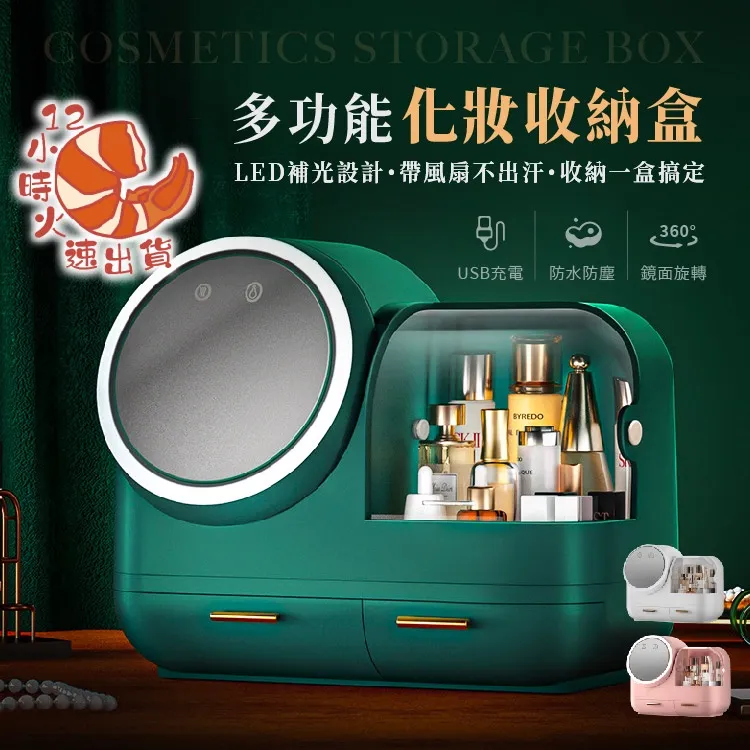 COSMETICS STORAGE BOX
12
小時火速出貨
多功能化妝收納盒
LED補光設計•帶風扇不出汗•收納一盒搞定
360°
USB充電
防水防塵
鏡面旋轉
BYREDO
SK-II